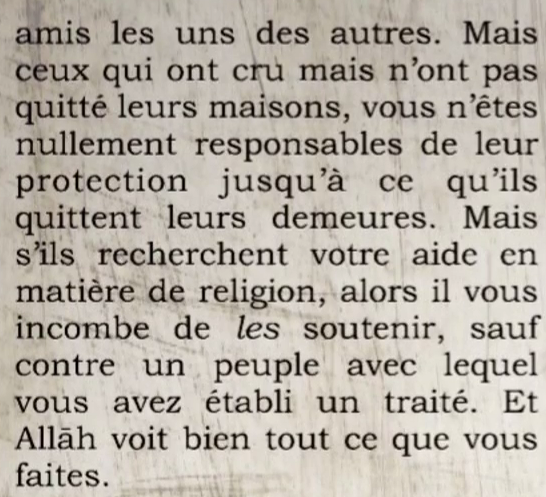 amis les uns des autres. Mais
ceux qui ont cru mais n'ont pas
quitté leurs maisons, vous n'êtes
nullement responsables de leur
protection jusqu'à ce qu'ils
quittent leurs demeures. Mais
s'ils recherchent votre aide en
matière de religion, alors il vous
incombe de les soutenir, sauf
contre un peuple avec lequel
vous avez établi un traité. Et
Allāh voit bien tout ce que vous
faites.